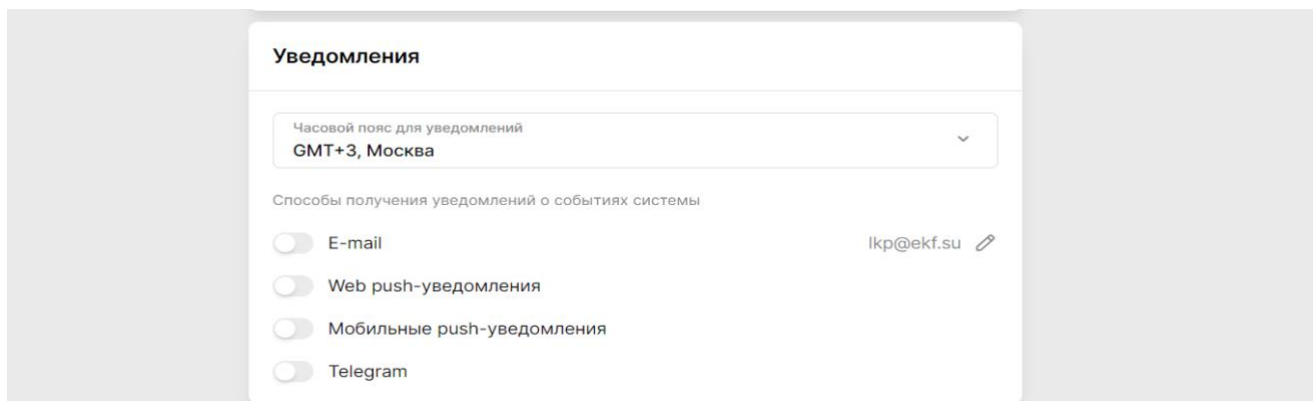 Уведомления
Часовой пояс для уведомлений
GMT+3, Москва
Способы получения уведомлений о событиях системы
E-mail lkp@ekf.su
Web push-уведомления
Мобильные push-уведомления
Telegram